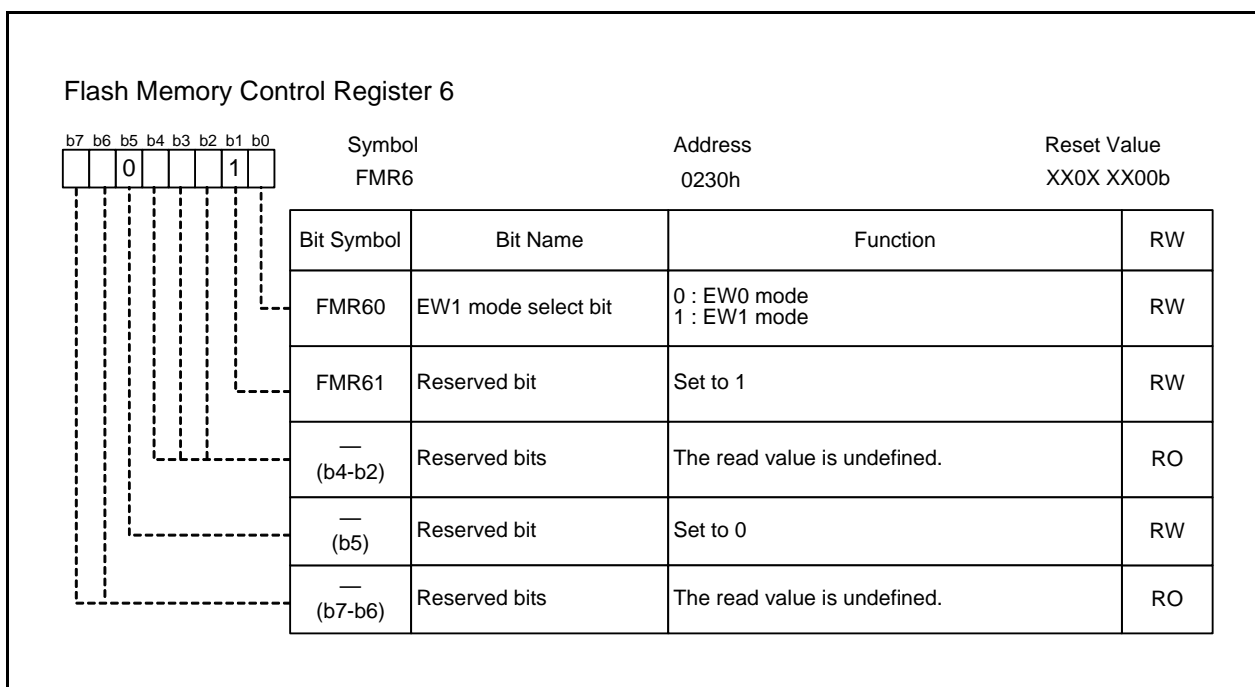 Flash Memory Control Register 6
b7 b6 b5 b4 b3 b2 b1 b0
0 1
Symbol Address Reset Value
FMR6 0230h XX0X XX00b
Bit Symbol Bit Name Function RW
FMR60 EW1 mode select bit 0 : EW0 mode
1 : EW1 mode RW
FMR61 Reserved bit Set to 1 RW
—
(b4-b2) Reserved bits The read value is undefined. RO
—
(b5) Reserved bit Set to 0 RW
—
(b7-b6) Reserved bits The read value is undefined. RO